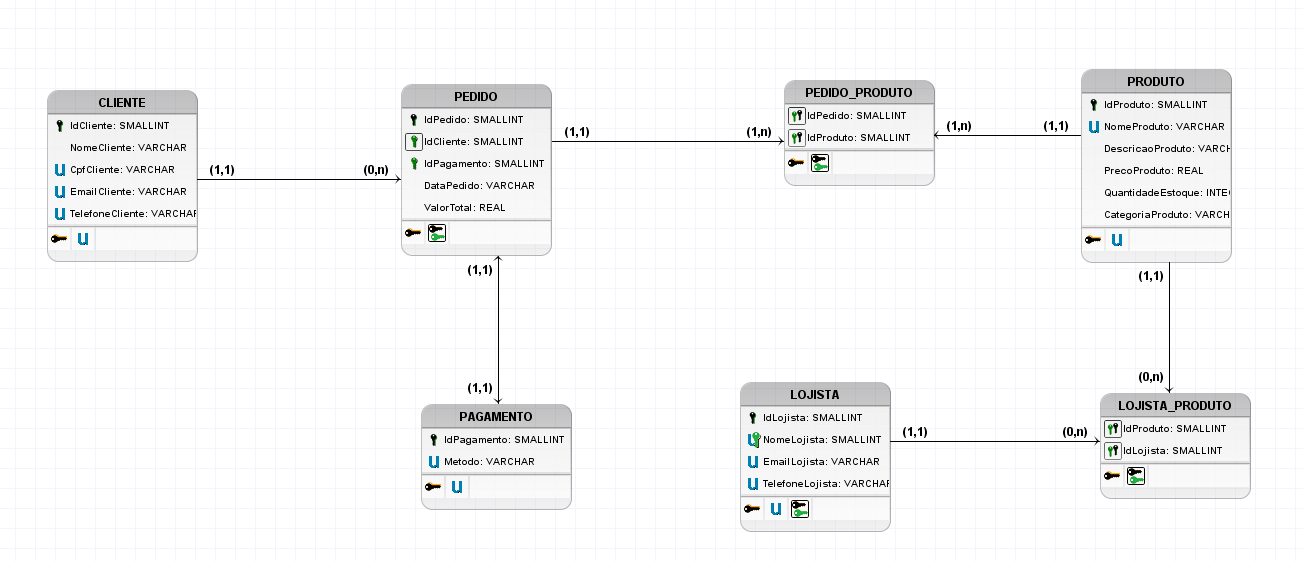 CLIENTE
IdCliente: SMALLINT
NomeCliente: VARCHAR
CpfCliente: VARCHAR
EmailCliente: VARCHAR
TelefoneCliente: VARCHAR
U
(1,1)
(0,n)
PEDIDO
IdPedido: SMALLINT
IdCliente: SMALLINT
IdPagamento: SMALLINT
DataPedido: VARCHAR
ValorTotal: REAL
(1,1)
(1,n)
PEDIDO_PRODUTO
IdPedido: SMALLINT
IdProduto: SMALLINT
(1,n)
(1,1)
PRODUTO
IdProduto: SMALLINT
NomeProduto: VARCHAR
DescricaoProduto: VARCH
PrecoProduto: REAL
QuantidadeEstoque: INTE
CategoriaProduto: VARCH
U
(1,1)
(1,1)
(1,1)
(0,n)
PAGAMENTO
IdPagamento: SMALLINT
Metodo: VARCHAR
U
LOJISTA
IdLojista: SMALLINT
NomeLojista: SMALLINT
EmailLojista: VARCHAR
TelefoneLojista: VARCHAR
U
(1,1)
(0,n)
LOJISTA_PRODUTO
IdProduto: SMALLINT
IdLojista: SMALLINT